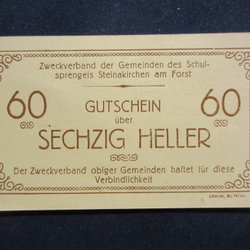 Zweckverband der Gemeinden des Schul-
sprengels Steinakirchen am Forst
60 GUTSCHEIN 60
über
SECHZIG HELLER
Der Zweckverband obiger Gemeinden haftet für diese
Verbindlichkeit